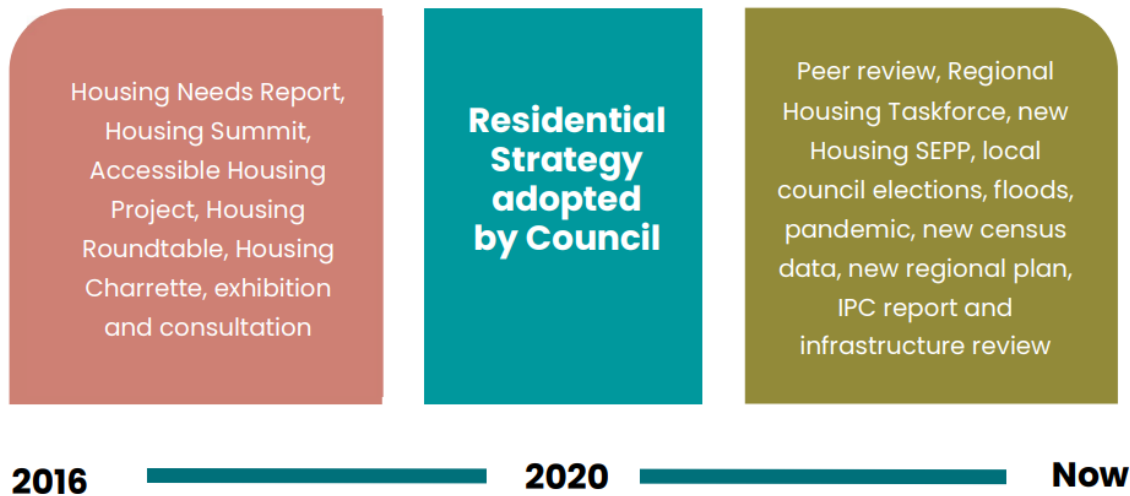 Housing Needs Report,
Housing Summit,
Accessible Housing
Project, Housing
Roundtable, Housing
Charrette, exhibition
and consultation
Residential
Strategy
adopted
by Council
Peer review, Regional
Housing Taskforce, new
Housing SEPP, local
council elections, floods,
pandemic, new census
data, new regional plan,
IPC report and
infrastructure review
2016
2020
Now